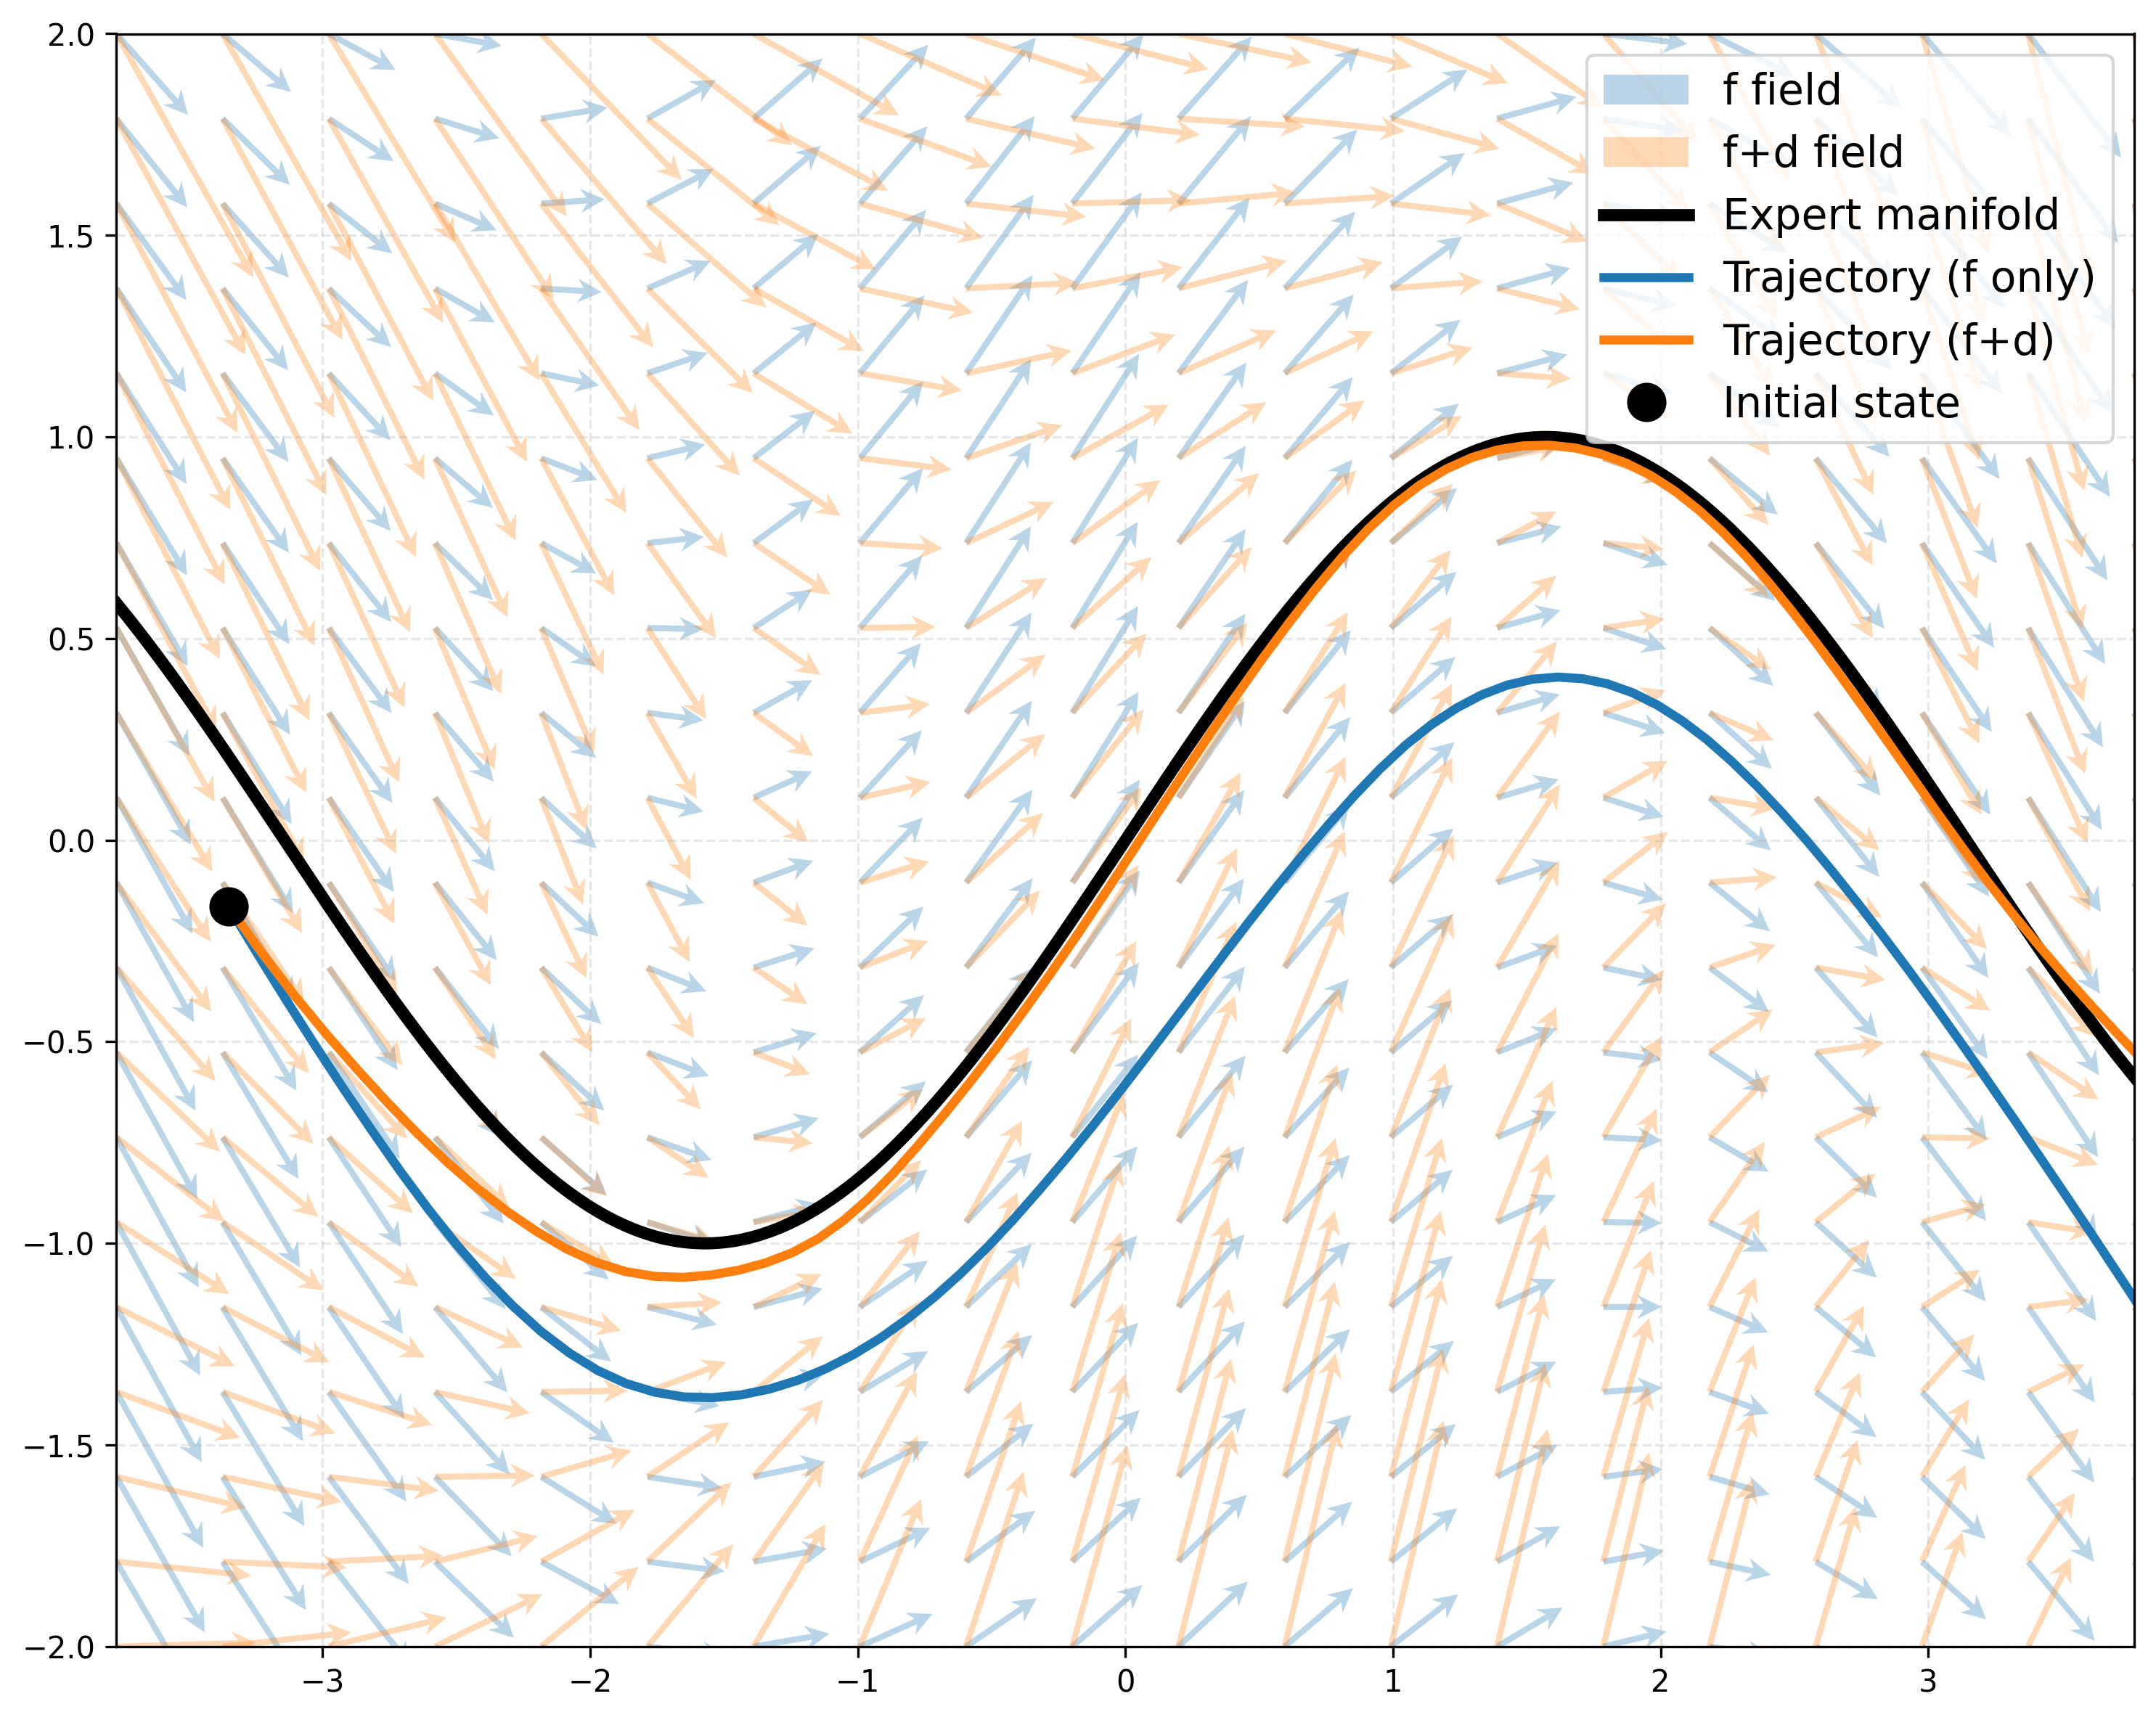 2.0
1.5
1.0
0.5
0.0
−0.5
−1.0
−1.5
−2.0
−3 −2 −1 0 1 2 3
f field
f+d field
Expert manifold
Trajectory (f only)
Trajectory (f+d)
Initial state